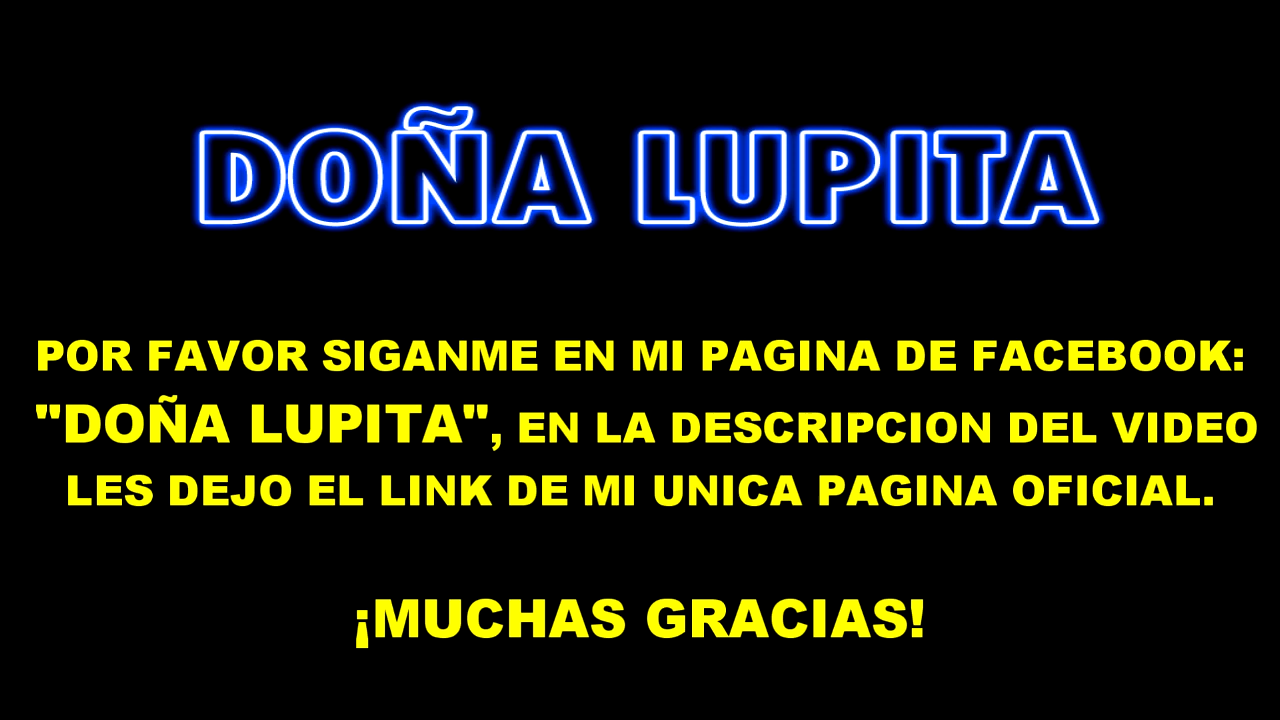 DOÑA LUPITA
POR FAVOR SIGANME EN MI PAGINA DE FACEBOOK:
"DOÑA LUPITA", EN LA DESCRIPCION DEL VIDEO
LES DEJO EL LINK DE MI UNICA PAGINA OFICIAL.
¡MUCHAS GRACIAS!